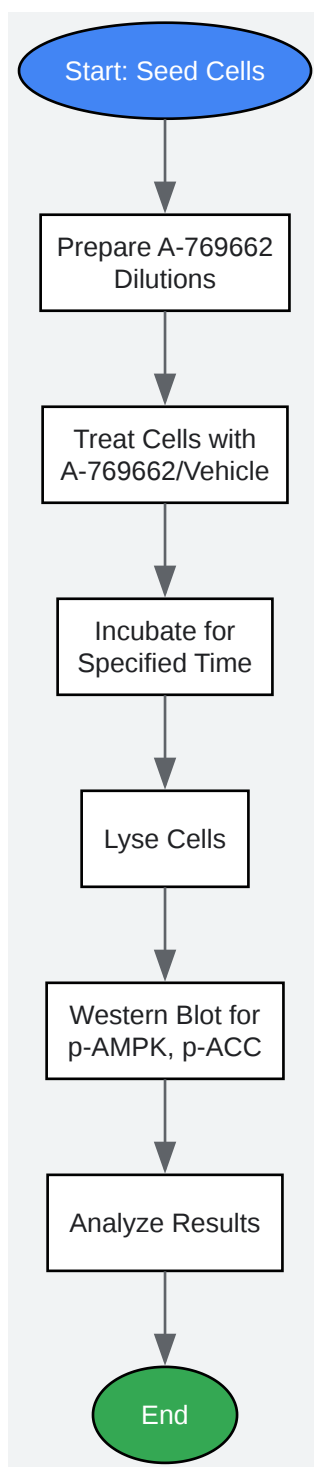 Start: Seed Cells
Prepare A-769662
Dilutions
Treat Cells with
A-769662/Vehicle
Incubate for
Specified Time
Lyse Cells
Western Blot for
p-AMPK, p-ACC
Analyze Results
End